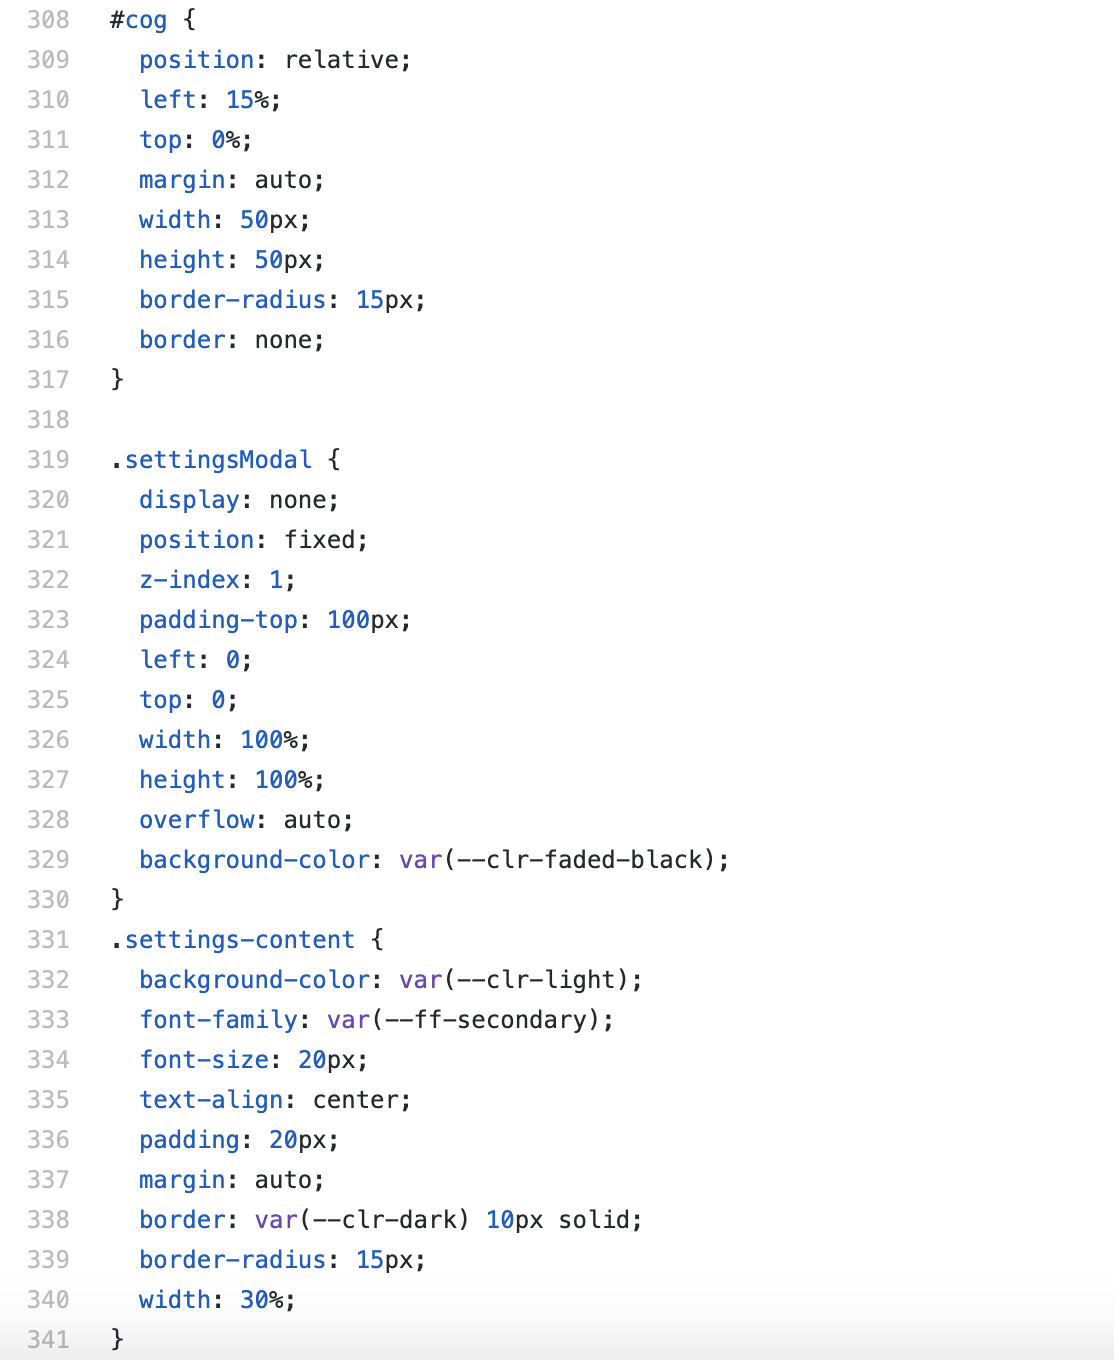 308 #cog {
309 position: relative;
310 left: 15%;
311 top: 0%;
312 margin: auto;
313 width: 50px;
314 height: 50px;
315 border-radius: 15px;
316 border: none;
317 }
318
319 .settingsModal {
320 display: none;
321 position: fixed;
322 z-index: 1;
323 padding-top: 100px;
324 left: 0;
325 top: 0;
326 width: 100%;
327 height: 100%;
328 overflow: auto;
329 background-color: var(--clr-faded-black);
330 }
331 .settings-content {
332 background-color: var(--clr-light);
333 font-family: var(--ff-secondary);
334 font-size: 20px;
335 text-align: center;
336 padding: 20px;
337 margin: auto;
338 border: var(--clr-dark) 10px solid;
339 border-radius: 15px;
340 width: 30%;
341 }